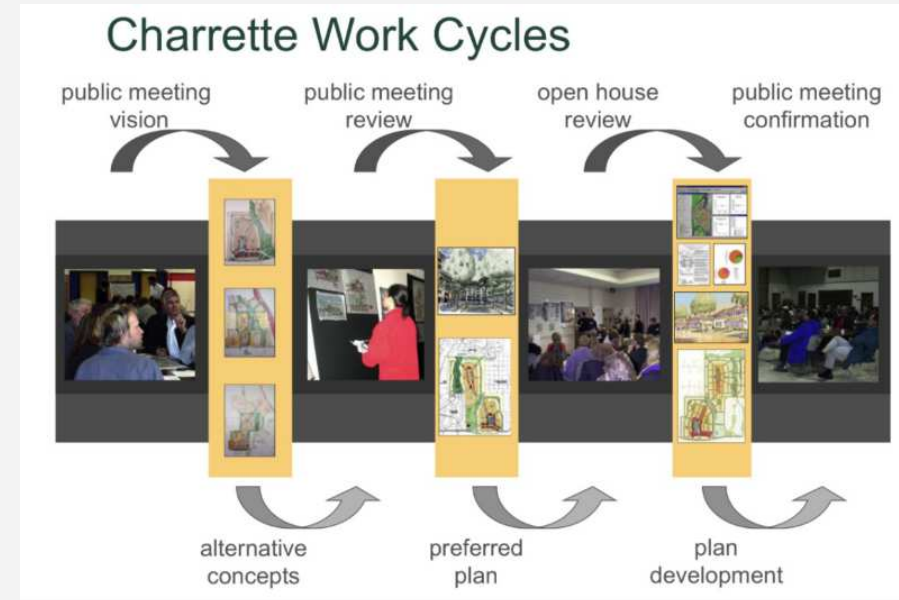 Charrette Work Cycles
public meeting
vision
public meeting
review
open house
review
public meeting
confirmation
alternative
concepts
preferred
plan
plan
development